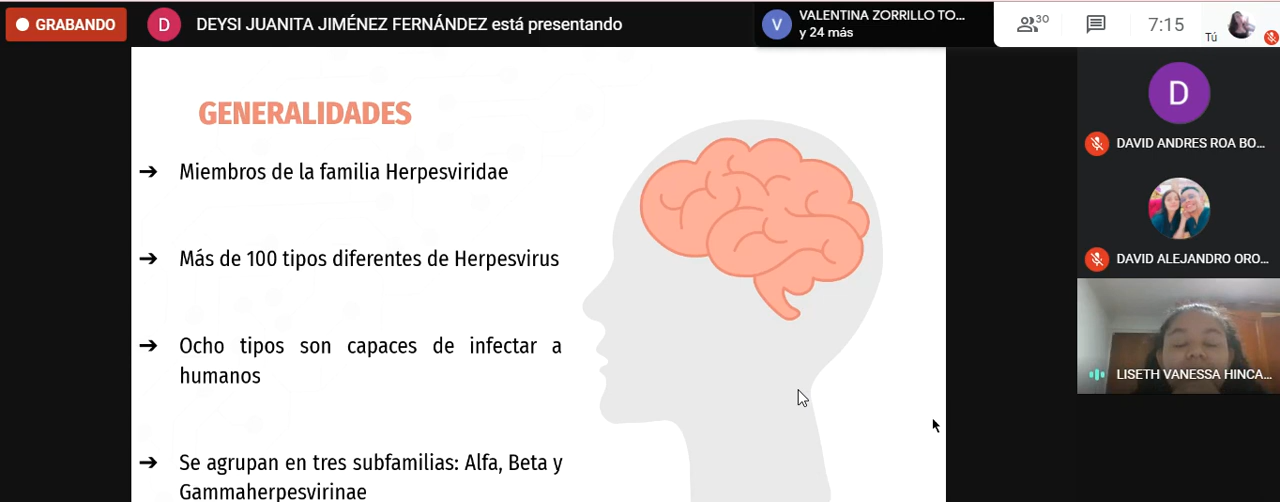 GRABANDO
D
DEYSI JUANITA JIMÉNEZ FERNÁNDEZ está presentando
V
VALENTINA ZORRILLO TO...
y 24 más
30
7:15
Tú
GENERALIDADES
➔ Miembros de la familia Herpesviridae
➔ Más de 100 tipos diferentes de Herpesvirus
➔ Ocho tipos son capaces de infectar a
humanos
➔ Se agrupan en tres subfamilias: Alfa, Beta y
Gammaherpesvirinae
D
DAVID ANDRES ROA BO...
DAVID ALEJANDRO ORO...
LISETH VANESSA HINCA...